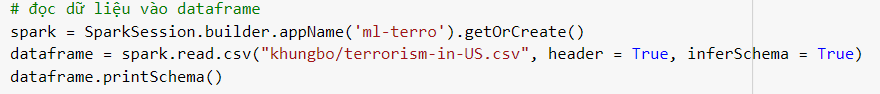 # đọc dữ liệu vào dataframe
spark = SparkSession.builder.appName('ml-terro').getOrCreate()
dataframe = spark.read.csv("khungbo/terrorism-in-US.csv", header = True, inferSchema = True)
dataframe.printSchema()